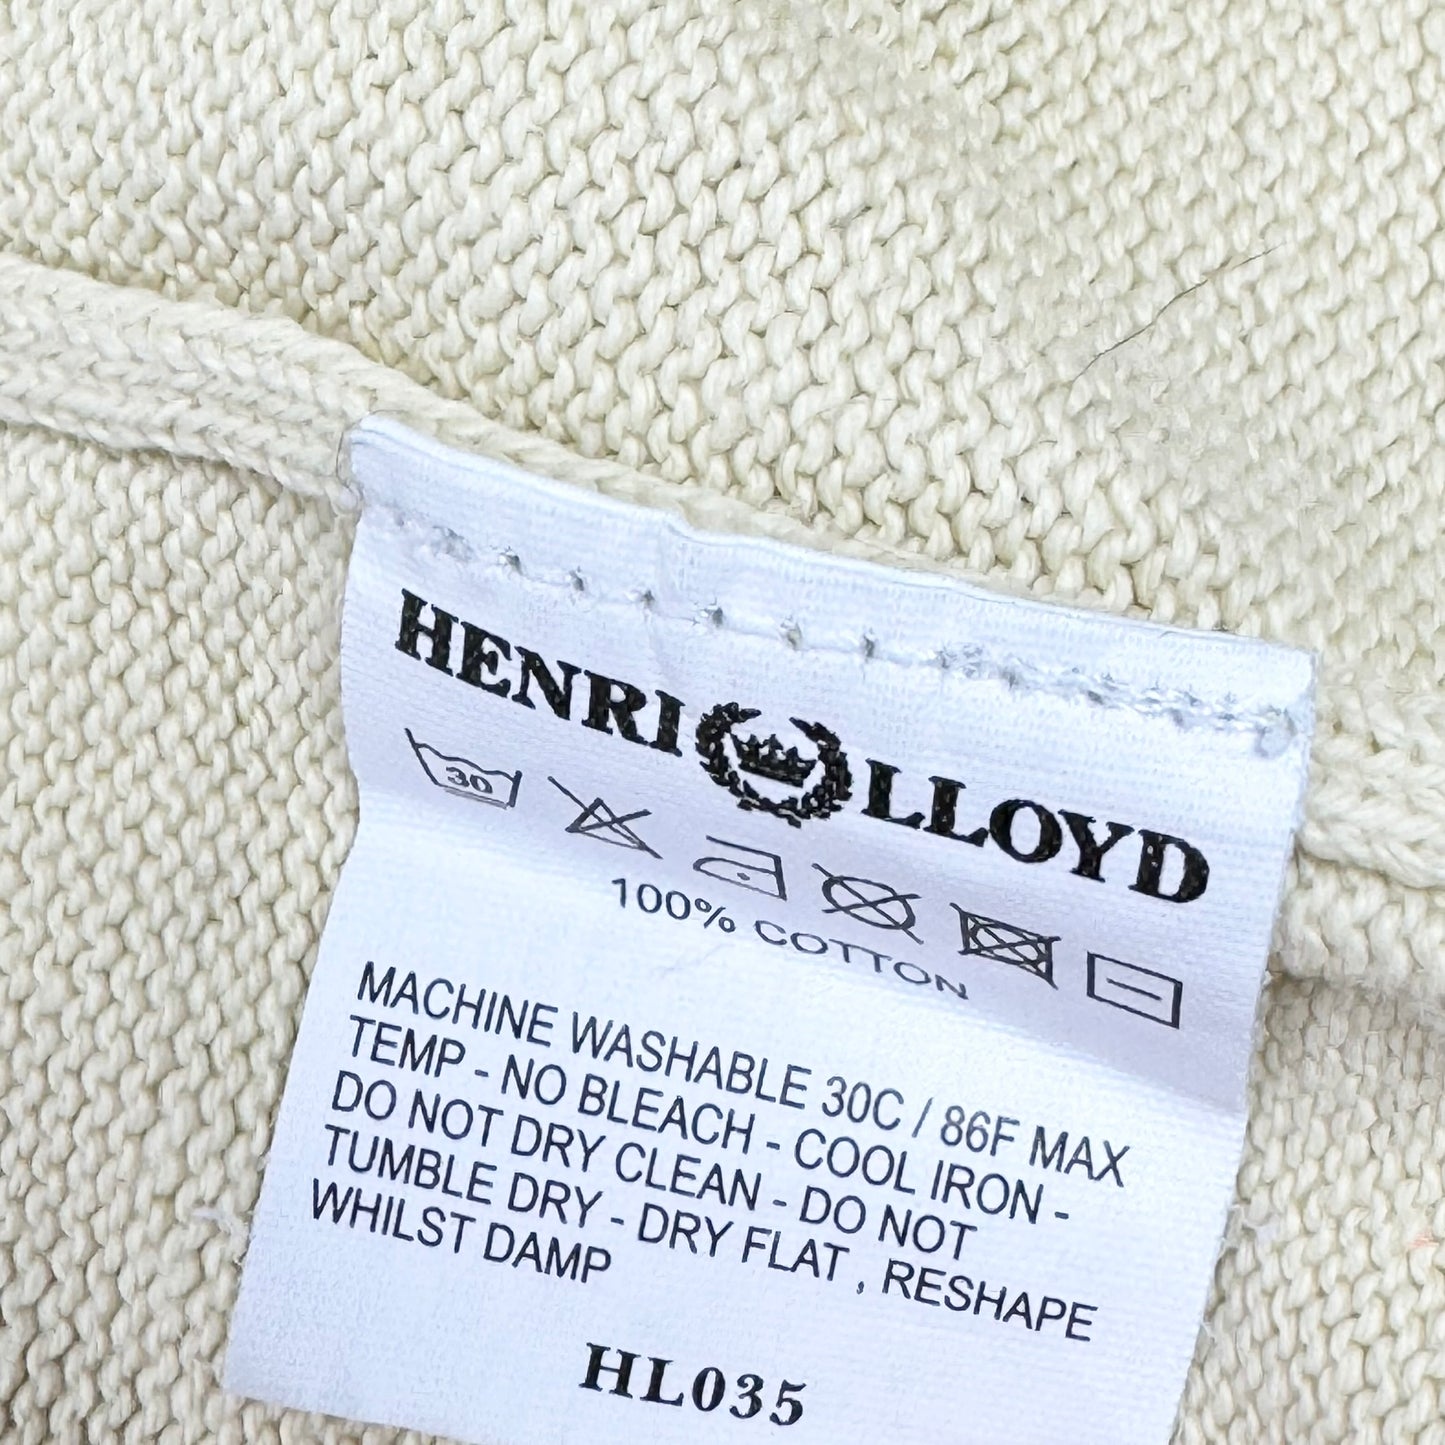 HENRI LLOYD
30
100% COTTON
MACHINE WASHABLE 30C / 86F MAX
TEMP - NO BLEACH - COOL IRON -
DO NOT DRY CLEAN - DO NOT
TUMBLE DRY - DRY FLAT , RESHAPE
WHILST DAMP
HL035